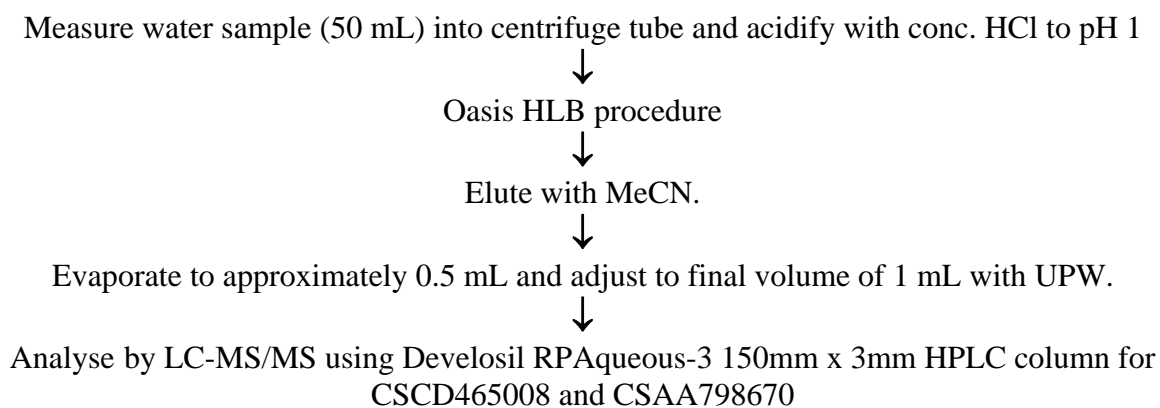 Measure water sample (50 mL) into centrifuge tube and acidify with conc. HCl to pH 1
Oasis HLB procedure
Elute with MeCN.
Evaporate to approximately 0.5 mL and adjust to final volume of 1 mL with UPW.
Analyse by LC-MS/MS using Develosil RPAqueous-3 150mm x 3mm HPLC column for
CSCD465008 and CSAA798670